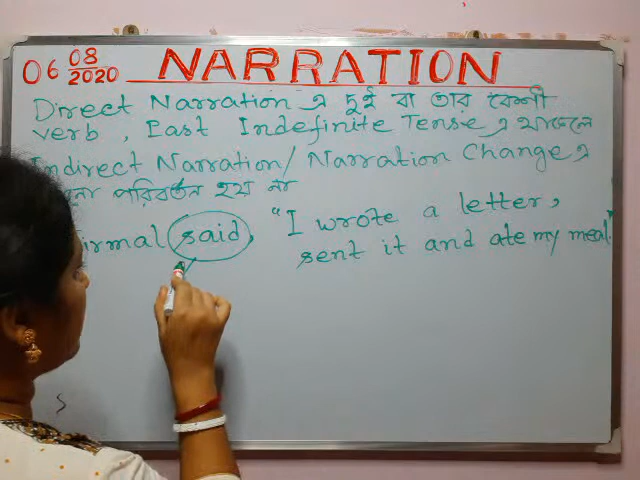 06 08/2020 NARRATION
Direct Narration এ দুই বা তার বেশী
verb, Past Indefinite Tense এ থাকলে
Indirect Narration/Narration Change এ
পরিবর্তন হয় না
irmal said, "I wrote a letter,
sent it and ate my meal."